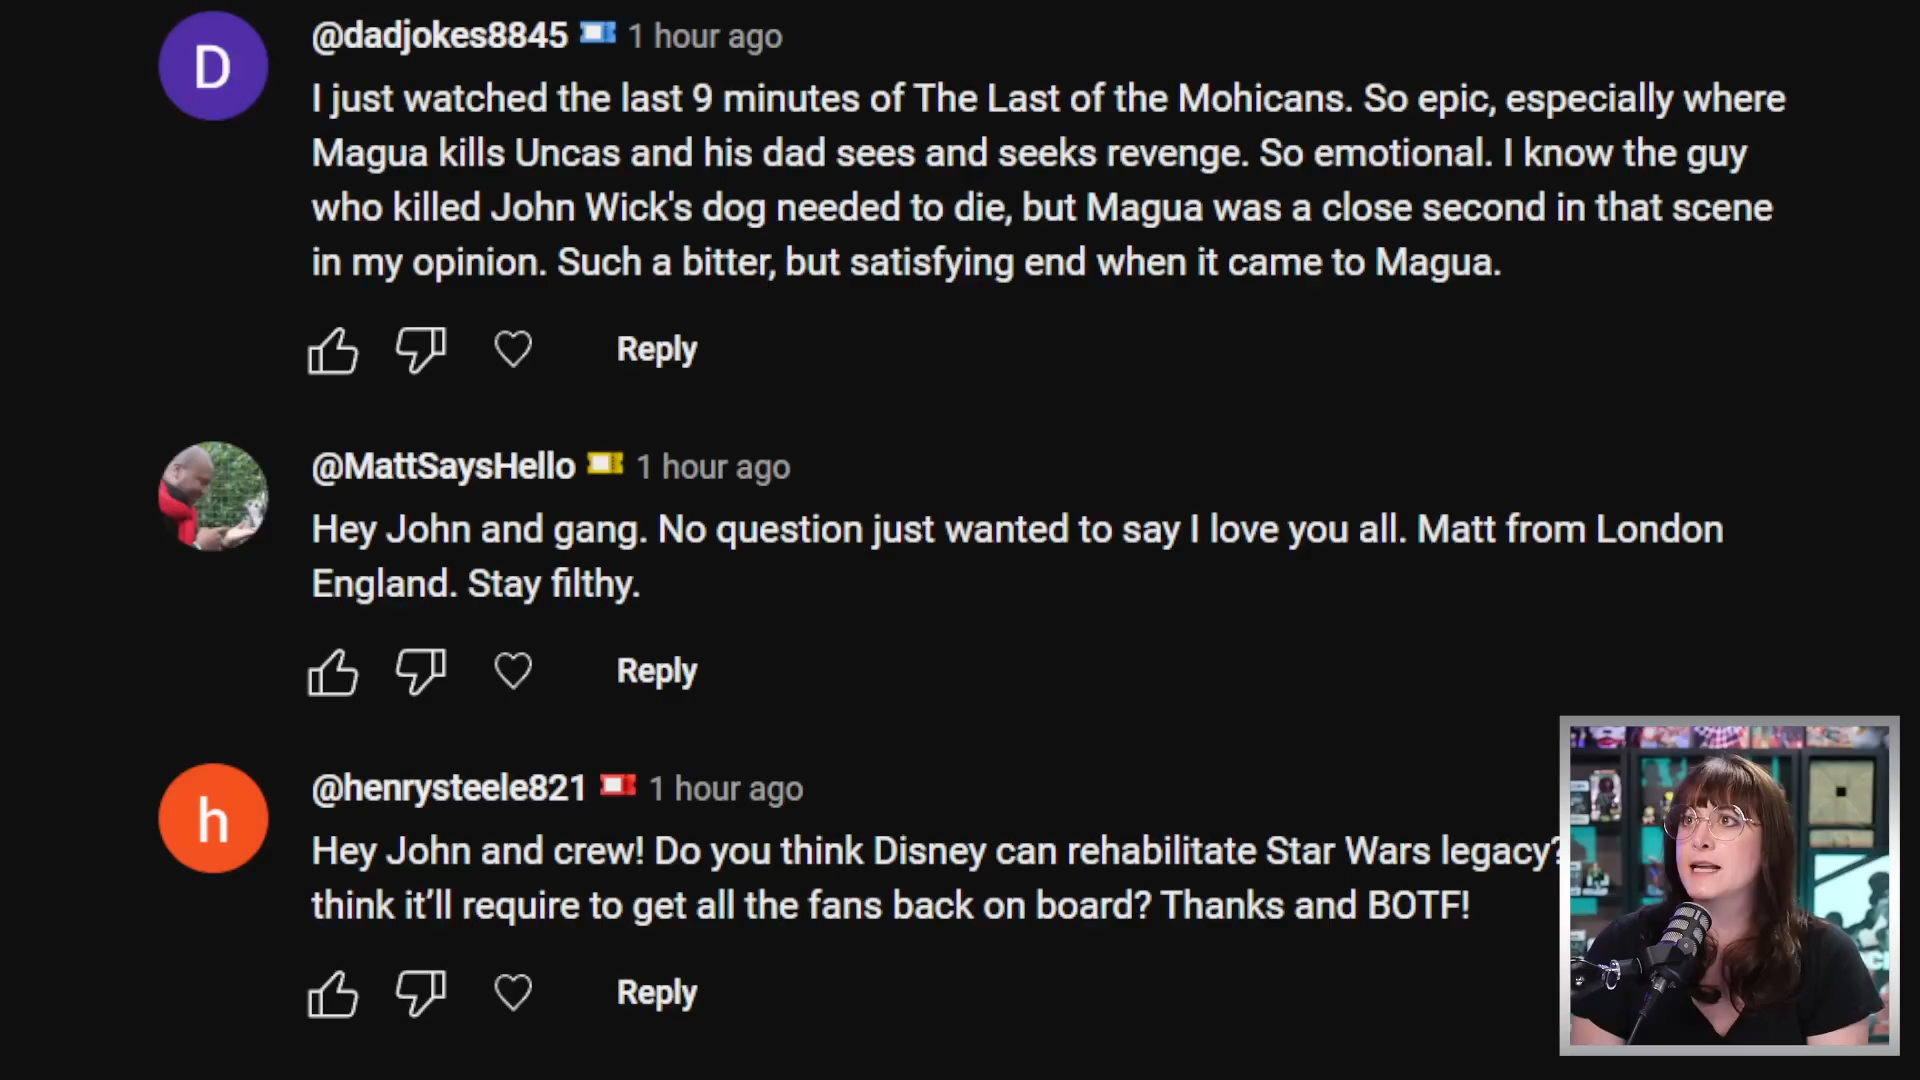 D
@dadjokes8845 1 hour ago
I just watched the last 9 minutes of The Last of the Mohicans. So epic, especially where
Magua kills Uncas and his dad sees and seeks revenge. So emotional. I know the guy
who killed John Wick's dog needed to die, but Magua was a close second in that scene
in my opinion. Such a bitter, but satisfying end when it came to Magua.
Reply
@MattSaysHello 1 hour ago
Hey John and gang. No question just wanted to say I love you all. Matt from London
England. Stay filthy.
Reply
h
@henrysteele821 1 hour ago
Hey John and crew! Do you think Disney can rehabilitate Star Wars legacy?
think it’ll require to get all the fans back on board? Thanks and BOTF!
Reply